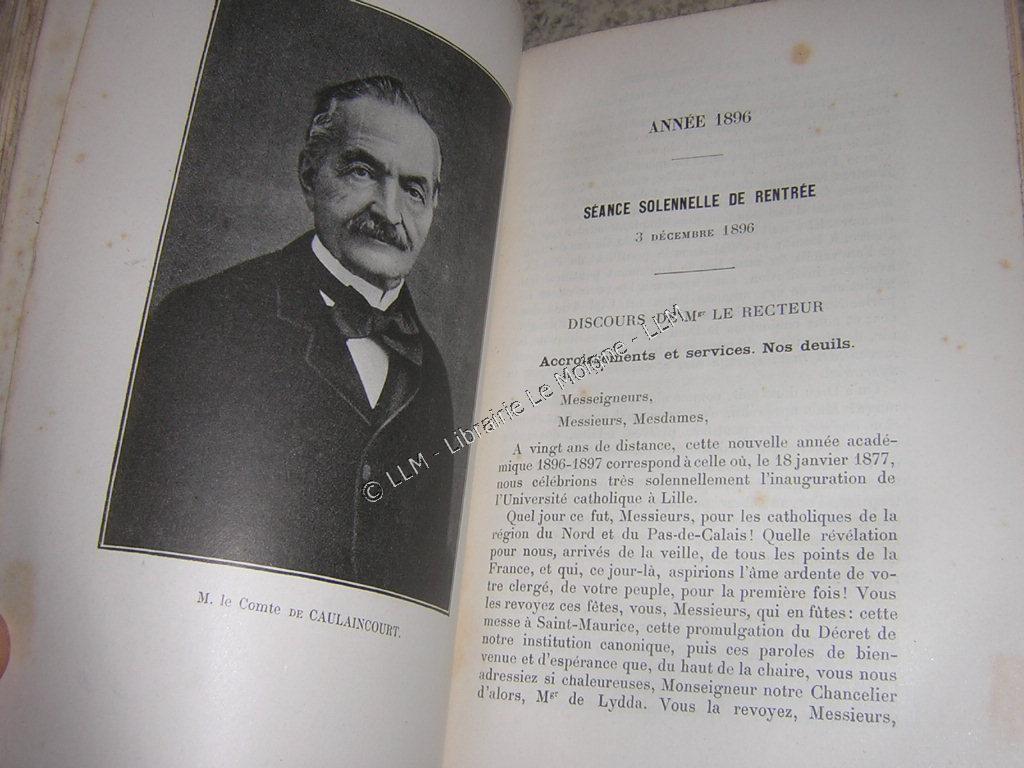 M. le Comte DE CAULAINCOURT.
ANNÉE 1896
SÉANCE SOLENNELLE DE RENTRÉE
3 DÉCEMBRE 1896
DISCOURS DE Mgr LE RECTEUR
Accroissements et services. Nos deuils.
Messeigneurs,
Messieurs, Mesdames,
A vingt ans de distance, cette nouvelle année acadé-
mique 1896-1897 correspond à celle où, le 18 janvier 1877,
nous célébrions très solennellement l'inauguration de
l'Université catholique à Lille.
Quel jour ce fut, Messieurs, pour les catholiques de la
région du Nord et du Pas-de-Calais! Quelle révélation
pour nous, arrivés de la veille, de tous les points de la
France, et qui, ce jour-là, aspirions l'âme ardente de vo-
tre clergé, de votre peuple, pour la première fois! Vous
les revoyez ces fêtes, vous, Messieurs, qui en fûtes: cette
messe à Saint-Maurice, cette promulgation du Décret de
notre institution canonique, puis ces paroles de bien-
venue et d'espérance que, du haut de la chaire, vous nous
adressiez si chaleureuses, Monseigneur notre Chancelier
d'alors, Mgr de Lydda. Vous la revoyez, Messieurs,
© LLM - Librairie Le Moigne - LLM